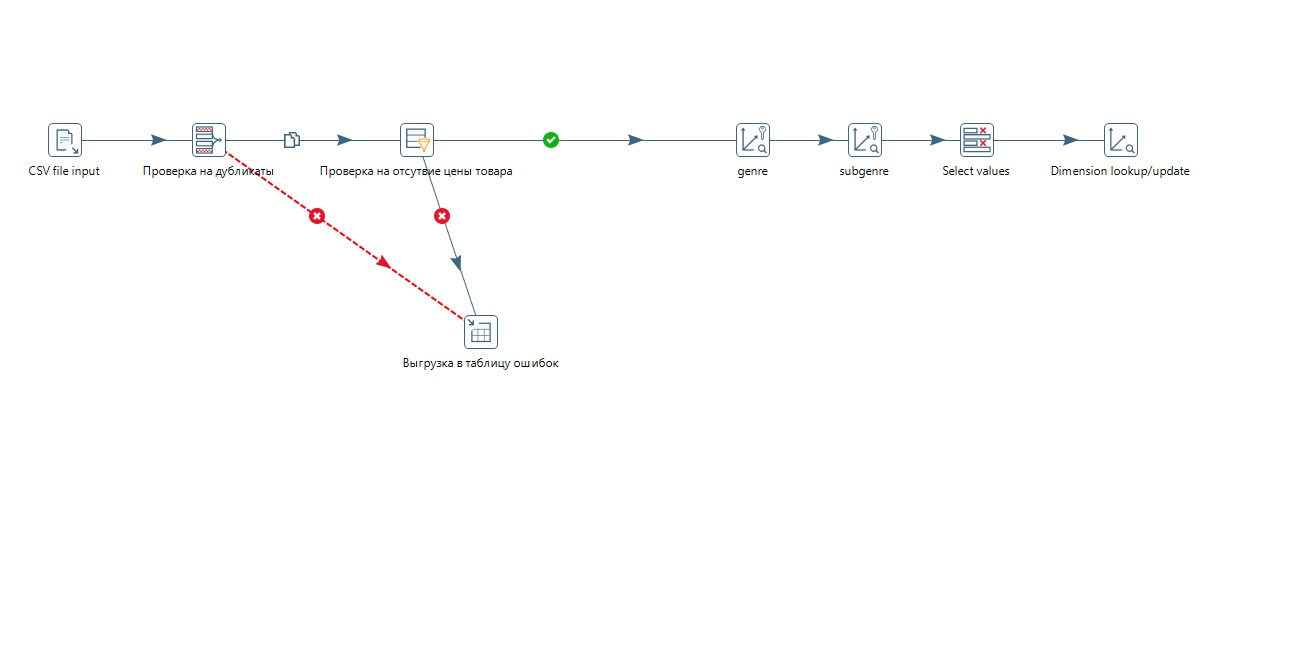 CSV file input
Проверка на дубликаты
Проверка на отсутвие цены товара
genre
subgenre
Select values
Dimension lookup/update
Выгрузка в таблицу ошибок